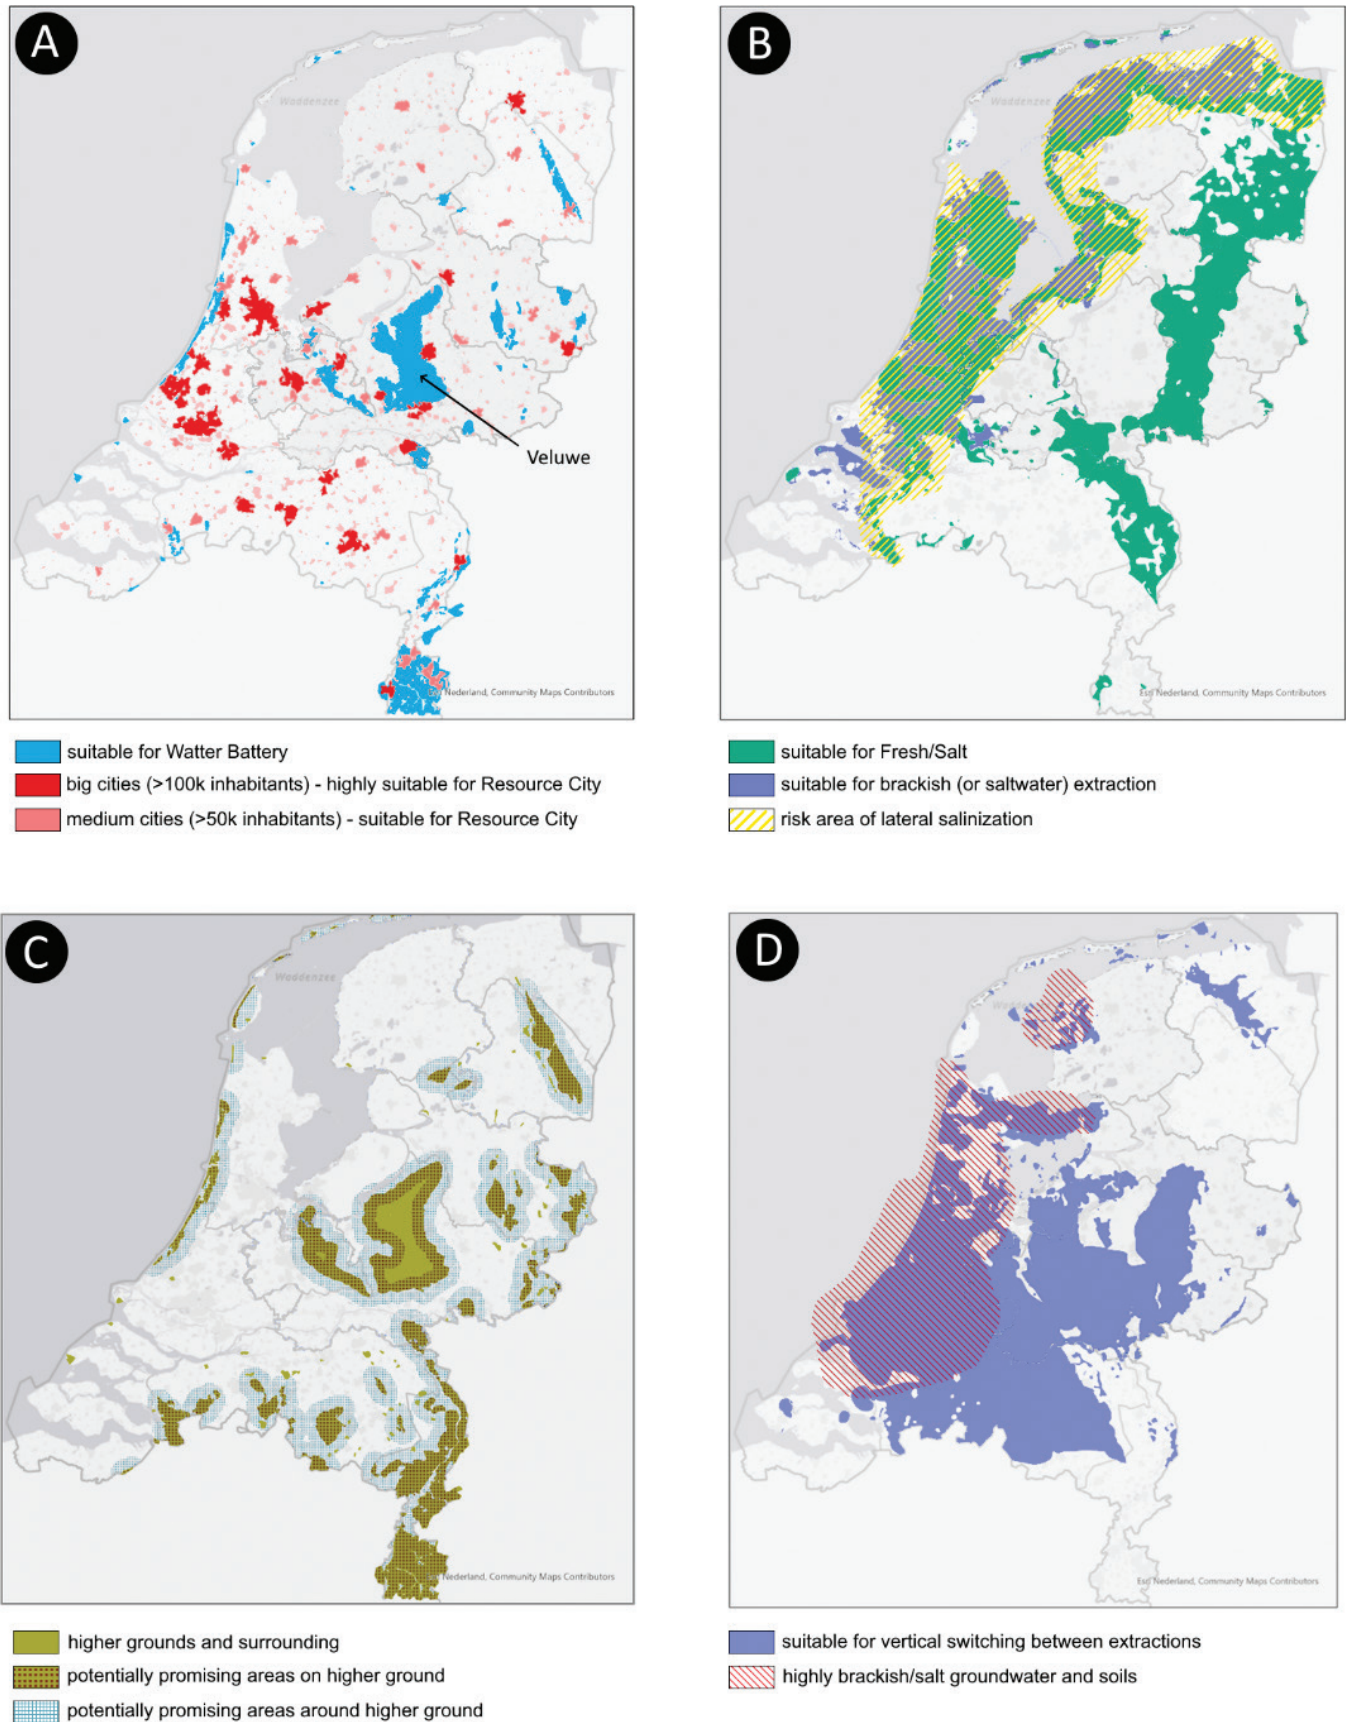 A
Waddenzee
Veluwe
Esri Nederland, Community Maps Contributors
suitable for Watter Battery
big cities (>100k inhabitants) - highly suitable for Resource City
medium cities (>50k inhabitants) - suitable for Resource City
B
Waddenzee
Esri Nederland, Community Maps Contributors
suitable for Fresh/Salt
suitable for brackish (or saltwater) extraction
risk area of lateral salinization
C
Waddenzee
Nederland, Community Maps Contributors
higher grounds and surrounding
potentially promising areas on higher ground
potentially promising areas around higher ground
D
Esri Nederland, Community Maps Contributors
suitable for vertical switching between extractions
highly brackish/salt groundwater and soils